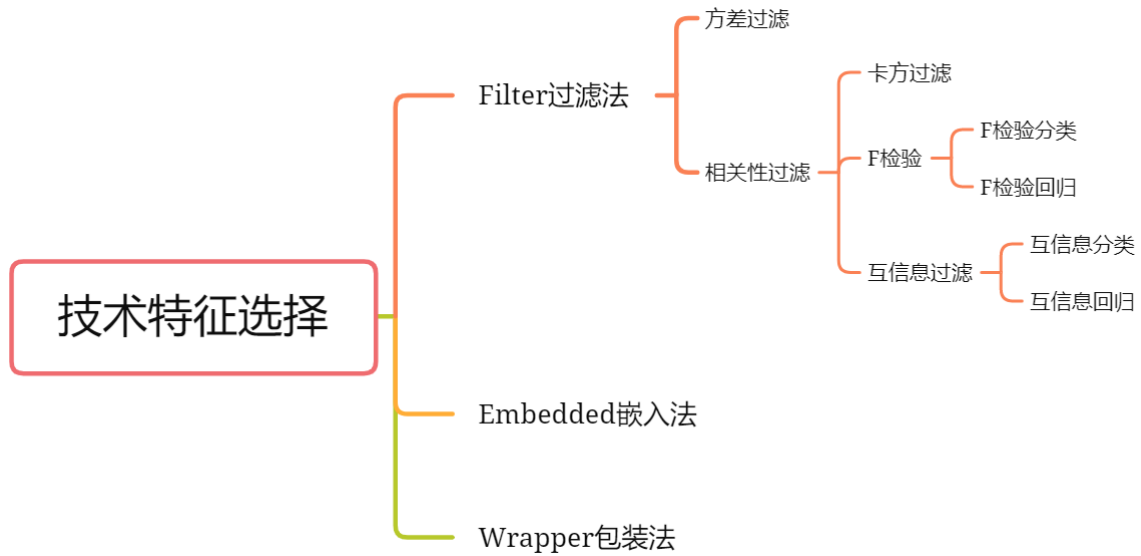 技术特征选择
Filter过滤法
方差过滤
相关性过滤
卡方过滤
F检验
F检验分类
F检验回归
互信息过滤
互信息分类
互信息回归
Embedded嵌入法
Wrapper包装法